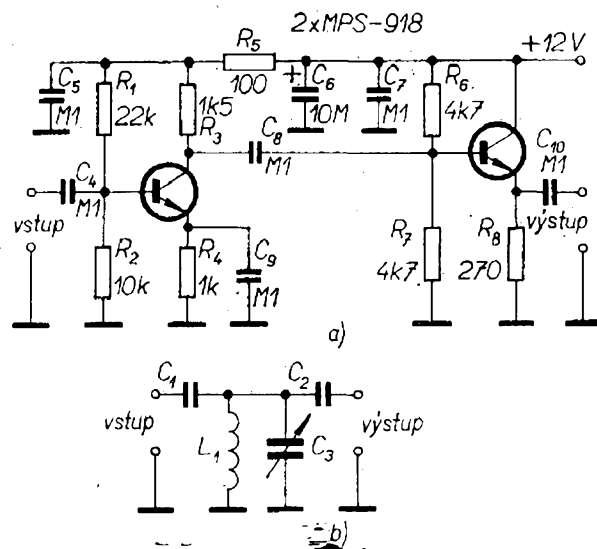 2xMPS-918
+12V
R5
100
C5
M1
R1
22k
1k5
R3
C6
10M
C7
M1
R6
4k7
C8
M1
C10
M1
C4
M1
vstup
výstup
R2
10k
R4
1k
C9
M1
R7
4k7
R8
270
a)
C1
C2
vstup
výstup
L1
C3
b)